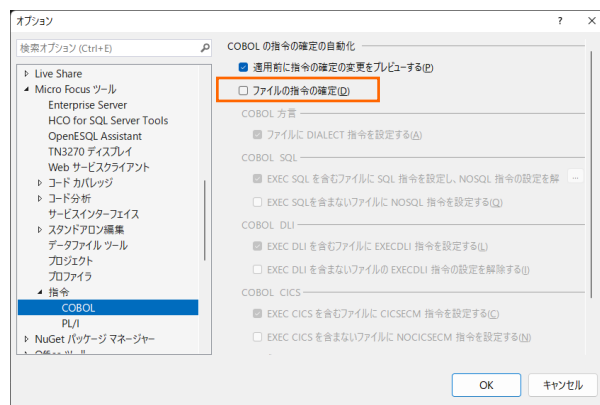 オプション
? ×
検索オプション (Ctrl+E)
Live Share
Micro Focus ツール
Enterprise Server
HCO for SQL Server Tools
OpenESQL Assistant
TN3270 ディスプレイ
Web サービスクライアント
コード カバレッジ
コード分析
サービスインターフェイス
スタンドアロン編集
データファイル ツール
プロジェクト
プロファイラ
指令
COBOL
PL/I
NuGet パッケージ マネージャー
COBOL の指令の確定の自動化
適用前に指令の確定の変更をプレビューする(P)
ファイルの指令の確定(D)
COBOL 方言
ファイルに DIALECT 指令を設定する(A)
COBOL SQL
EXEC SQL を含むファイルに SQL 指令を設定し、NOSQL 指令の設定を解 ...
EXEC SQLを含まないファイルに NOSQL 指令を設定する(Q)
COBOL DLI
EXEC DLI を含むファイルに EXECDLI 指令を設定する(L)
EXEC DLI を含まないファイルの EXECDLI 指令の設定を解除する(I)
COBOL CICS
EXEC CICS を含むファイルに CICSECM 指令を設定する(C)
EXEC CICS を含まないファイルに NOCICSECM 指令を設定する(N)
OK
キャンセル